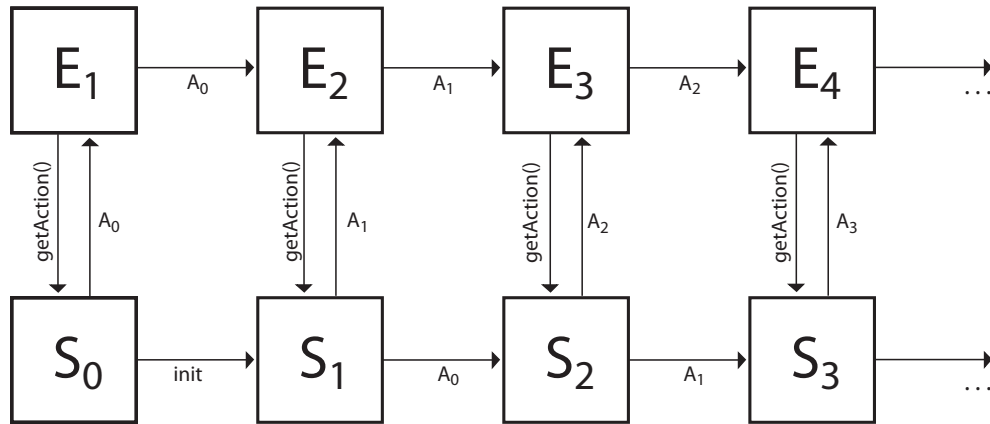 E₁ E₂ E₃ E₄
A₀ A₁ A₂ ...
getAction() A₀ getAction() A₁ getAction() A₂ getAction() A₃
S₀ S₁ S₂ S₃
init A₀ A₁ ...